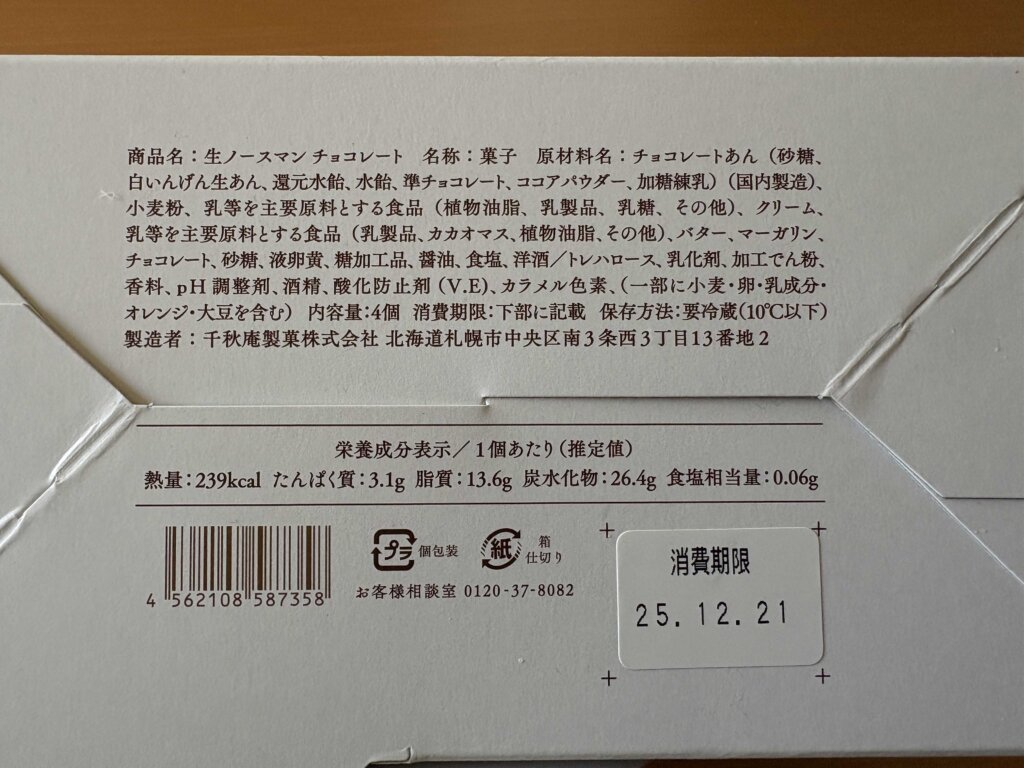 商品名：生ノースマン チョコレート　名称：菓子　原材料名：チョコレートあん（砂糖、
白いんげん生あん、還元水飴、水飴、準チョコレート、ココアパウダー、加糖練乳）（国内製造）、
小麦粉、乳等を主要原料とする食品（植物油脂、乳製品、乳糖、その他）、クリーム、
乳等を主要原料とする食品（乳製品、カカオマス、植物油脂、その他）、バター、マーガリン、
チョコレート、砂糖、液卵黄、糖加工品、醤油、食塩、洋酒／トレハロース、乳化剤、加工でん粉、
香料、pH調整剤、酒精、酸化防止剤（V.E）、カラメル色素、（一部に小麦・卵・乳成分・
オレンジ・大豆を含む）　内容量：4個　消費期限：下部に記載　保存方法：要冷蔵（10℃以下）
製造者：千秋庵製菓株式会社 北海道札幌市中央区南3条西3丁目13番地2
栄養成分表示／1個あたり（推定値）
熱量：239kcal たんぱく質：3.1g 脂質：13.6g 炭水化物：26.4g 食塩相当量：0.06g
プラ 個包装 紙 箱
仕切り
お客様相談室 0120-37-8082
4 562108 587358
消費期限
25.12.21